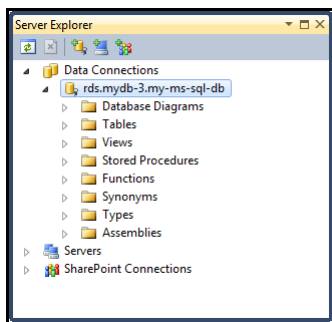 Server Explorer
Data Connections
rds.mydb-3.my-ms-sql-db
Database Diagrams
Tables
Views
Stored Procedures
Functions
Synonyms
Types
Assemblies
Servers
SharePoint Connections